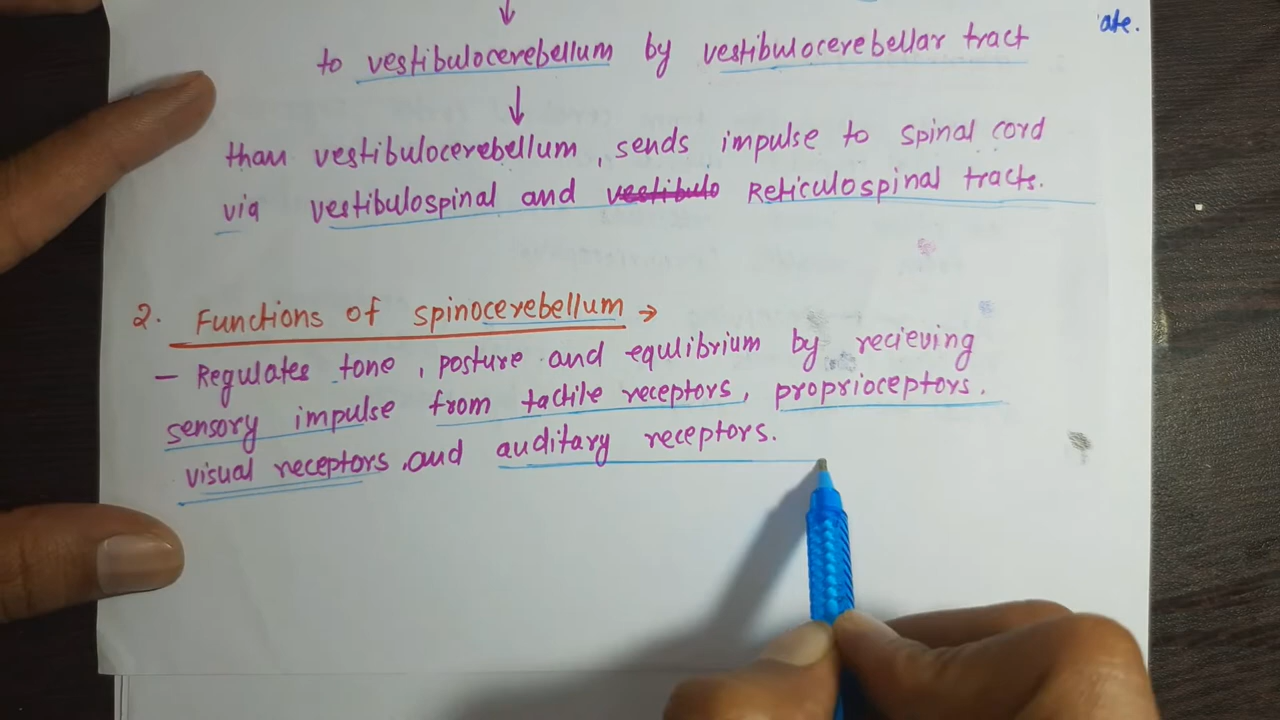 ate.
to vestibulocerebellum by vestibulocerebellar tract
than vestibulocerebellum, sends impulse to spinal cord
via vestibulospinal and vestibulo Reticulospinal tracts.
2. Functions of spinocerebellum →
- Regulates tone, posture and equlibrium by recieving
sensory impulse from tactile receptors, proprioceptors.
visual receptors, and auditary receptors.